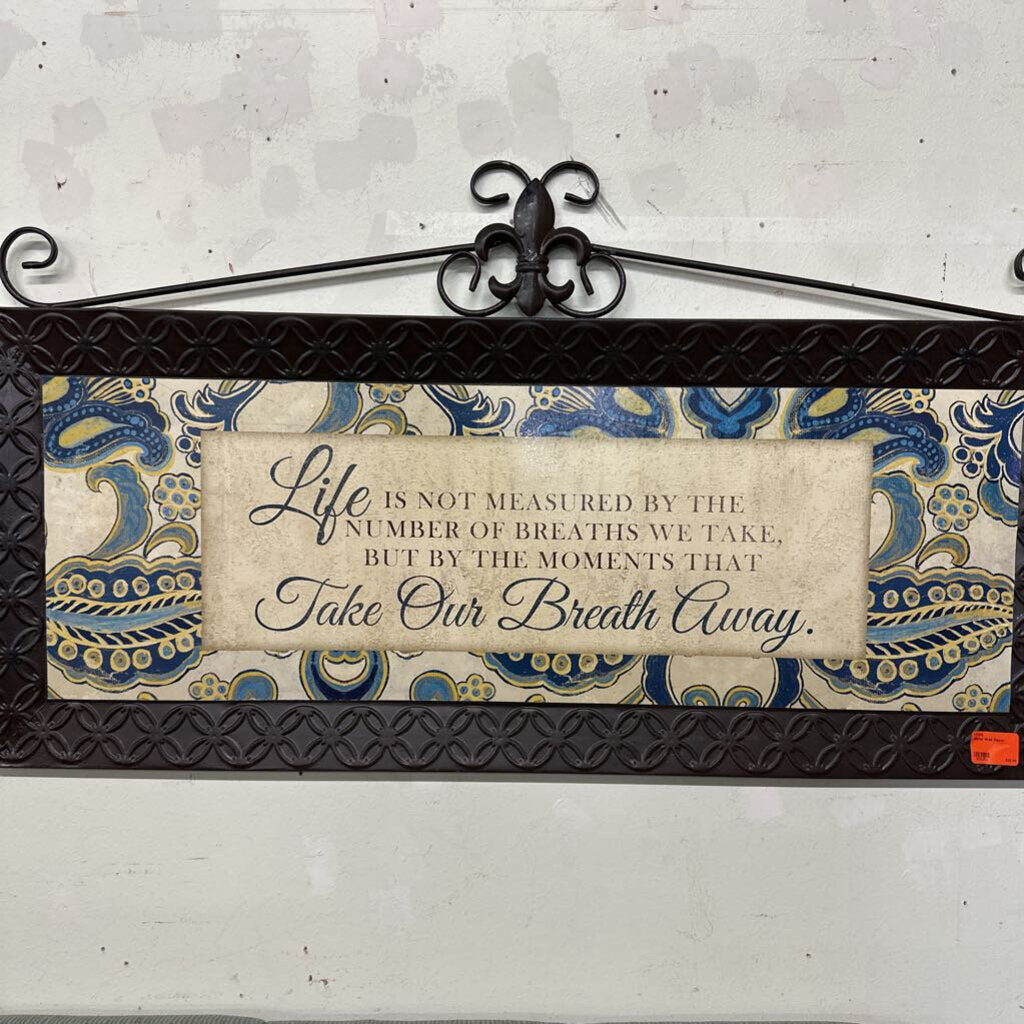 Life IS NOT MEASURED BY THE
NUMBER OF BREATHS WE TAKE,
BUT BY THE MOMENTS THAT
Take Our Breath Away.